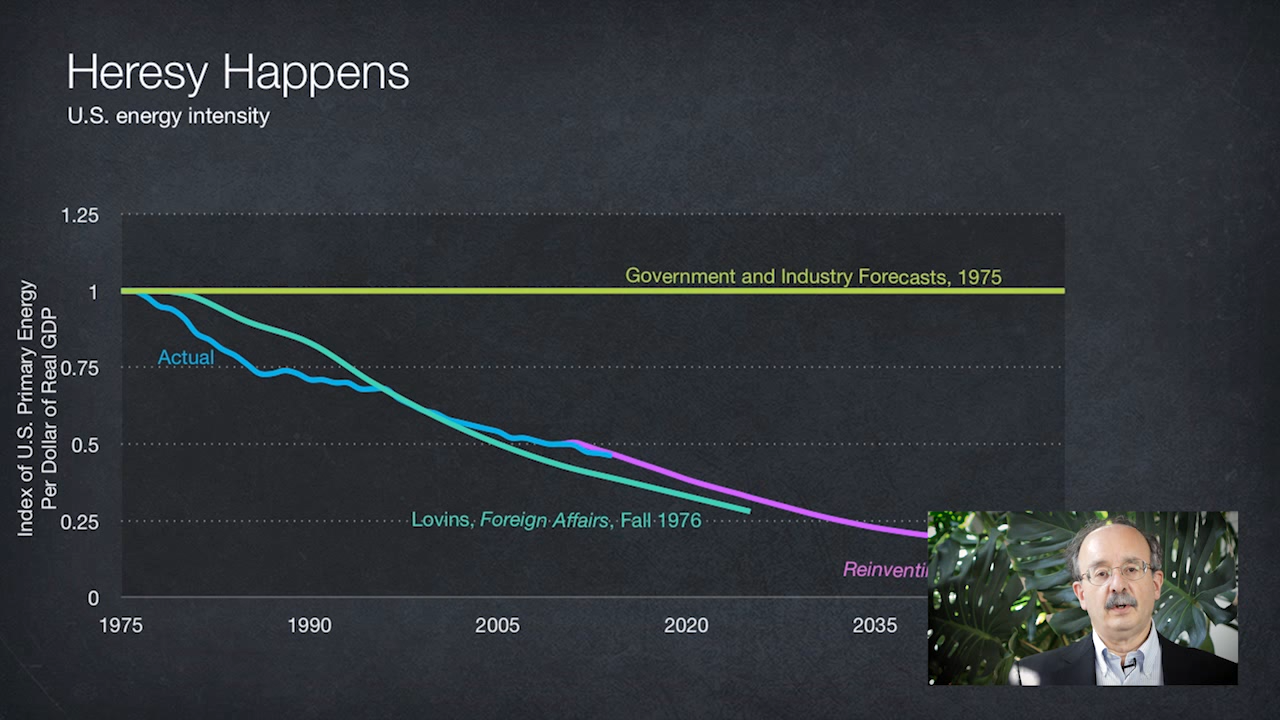 Heresy Happens
U.S. energy intensity
Index of U.S. Primary Energy
Per Dollar of Real GDP
1.25
1
0.75
0.5
0.25
0
Government and Industry Forecasts, 1975
Actual
Lovins, Foreign Affairs, Fall 1976
Reinventi
1975
1990
2005
2020
2035